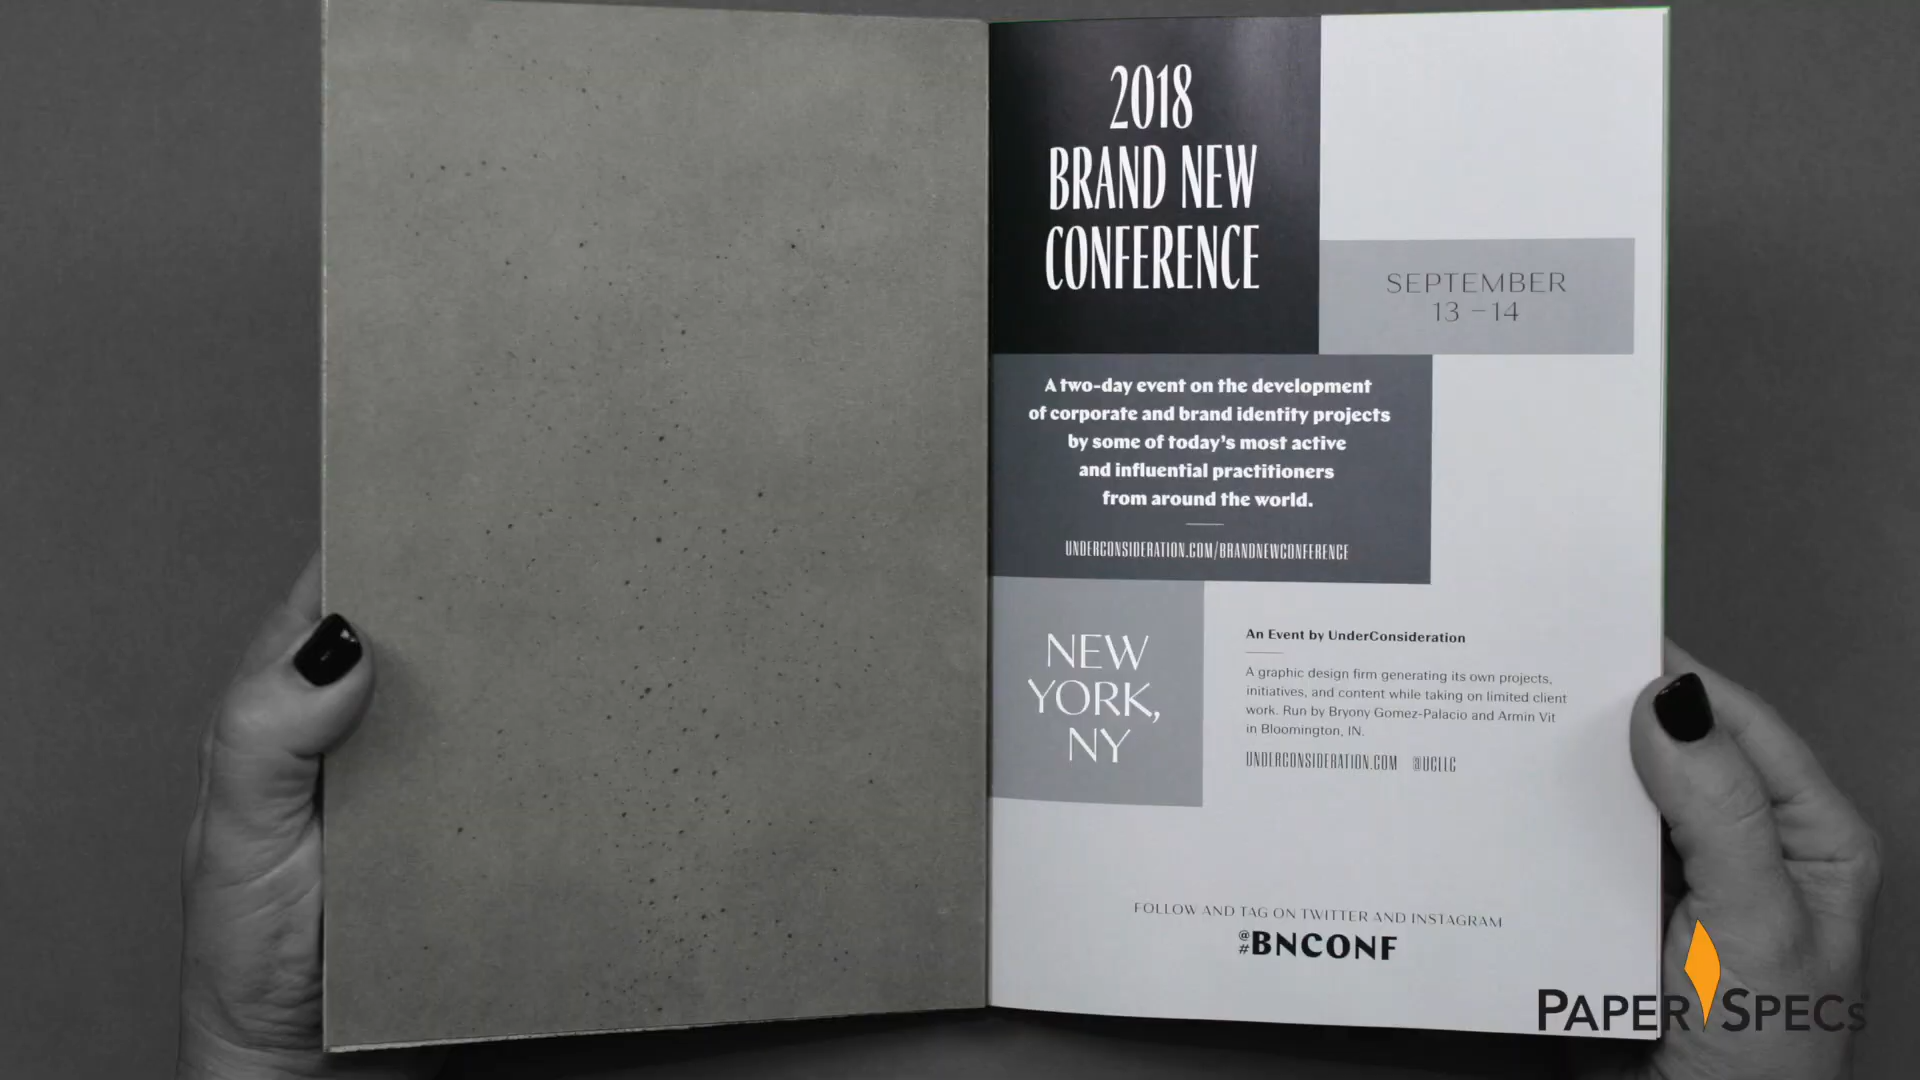 2018
BRAND NEW
CONFERENCE
SEPTEMBER
13 – 14
A two-day event on the development
of corporate and brand identity projects
by some of today's most active
and influential practitioners
from around the world.
UNDERCONSIDERATION.COM/BRANDNEWCONFERENCE
NEW
YORK,
NY
An Event by UnderConsideration
A graphic design firm generating its own projects,
initiatives, and content while taking on limited client
work. Run by Bryony Gomez-Palacio and Armin Vit
in Bloomington, IN.
UNDERCONSIDERATION.COM @UCLLC
FOLLOW AND TAG ON TWITTER AND INSTAGRAM
@
#BNCONF
PAPERSPECS